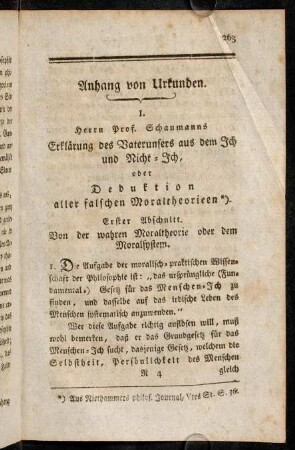 263
Anhang von Urkunden.
I.
Herrn Prof. Schaumanns
Erklärung des Vaterunsers aus dem Ich
und Nicht-Ich,
oder
Deduktion
aller falschen Moraltheorieen *).
Erster Abschnitt.
Von der wahren Moraltheorie oder dem
Moralsystem.
1. Die Aufgabe der moralisch-praktischen Wissen-
schaft der Philosophie ist: „das ursprüngliche (Fun-
damental,) Gesetz für das Menschen-Ich zu
finden, und dasselbe auf das irdische Leben des
Menschen systematisch anzuwenden.“
Wer diese Aufgabe richtig auflösen will, muß
wohl bemerken, daß er das Grundgesetz für das
Menschen-Ich sucht, dasjenige Gesetz, welchem die
Selbstheit, Persönlichkeit des Menschen
R 4 gleich
*) Aus Niethammers philos. Journal, Vtes St. S.